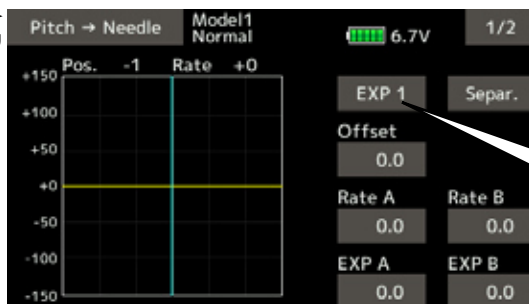 Pitch → Needle
Model1
Normal
6.7V
1/2
Pos. -1 Rate +0
+150
+100
+50
+0
-50
-100
-150
EXP 1
Separ.
Offset
0.0
Rate A
Rate B
0.0
0.0
EXP A
EXP B
0.0
0.0